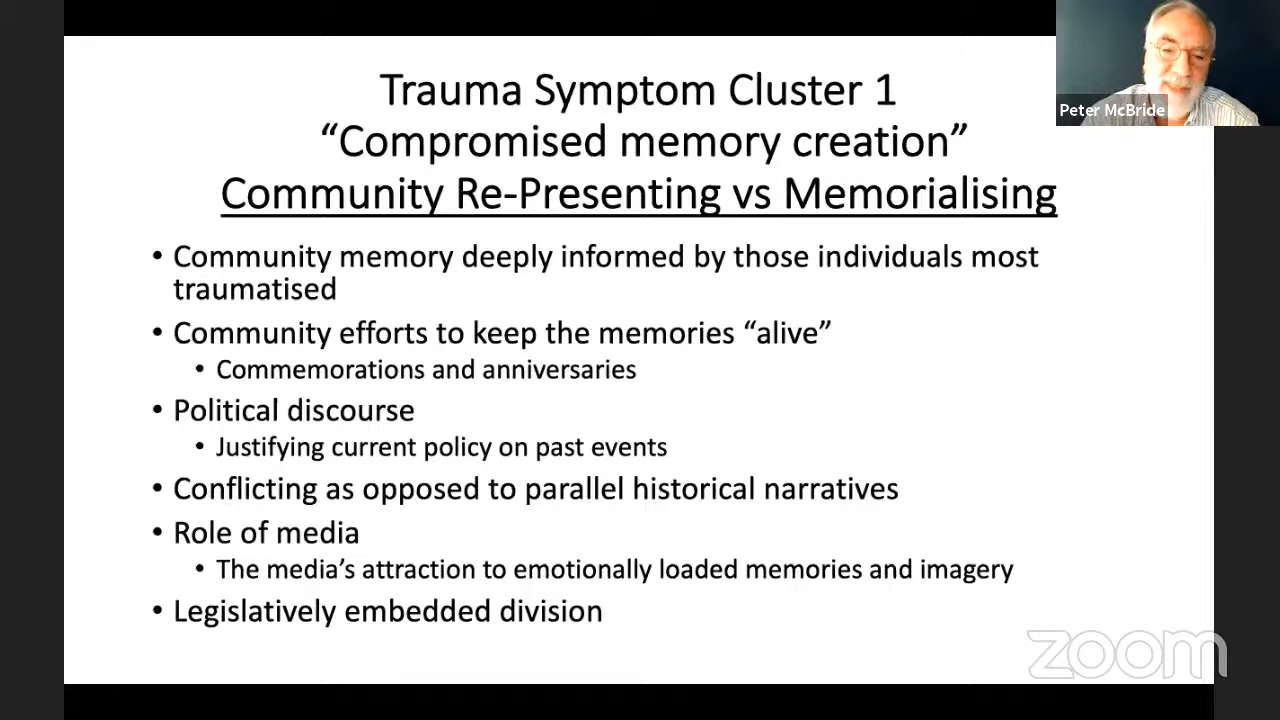 Trauma Symptom Cluster 1
“Compromised memory creation”
Community Re-Presenting vs Memorialising
• Community memory deeply informed by those individuals most
traumatised
• Community efforts to keep the memories “alive”
• Commemorations and anniversaries
• Political discourse
• Justifying current policy on past events
• Conflicting as opposed to parallel historical narratives
• Role of media
• The media’s attraction to emotionally loaded memories and imagery
• Legislatively embedded division
Peter McBride
zoom